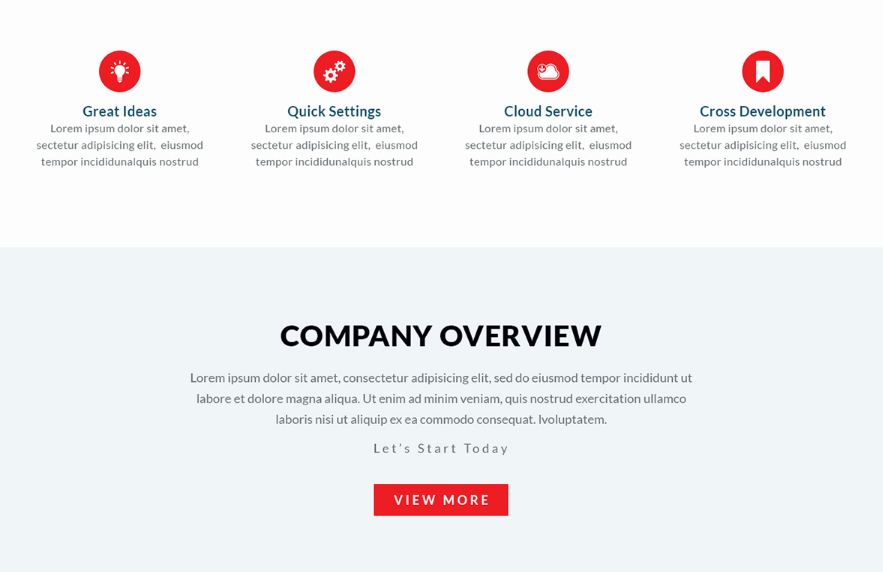 Great Ideas
Lorem ipsum dolor sit amet,
sectetur adipisicing elit, eiusmod
tempor incididunalquis nostrud
Quick Settings
Lorem ipsum dolor sit amet,
sectetur adipisicing elit, eiusmod
tempor incididunalquis nostrud
Cloud Service
Lorem ipsum dolor sit amet,
sectetur adipisicing elit, eiusmod
tempor incididunalquis nostrud
Cross Development
Lorem ipsum dolor sit amet,
sectetur adipisicing elit, eiusmod
tempor incididunalquis nostrud
COMPANY OVERVIEW
Lorem ipsum dolor sit amet, consectetur adipisicing elit, sed do eiusmod tempor incididunt ut
labore et dolore magna aliqua. Ut enim ad minim veniam, quis nostrud exercitation ullamco
laboris nisi ut aliquip ex ea commodo consequat. lvoluptatem.
Let’s Start Today
VIEW MORE